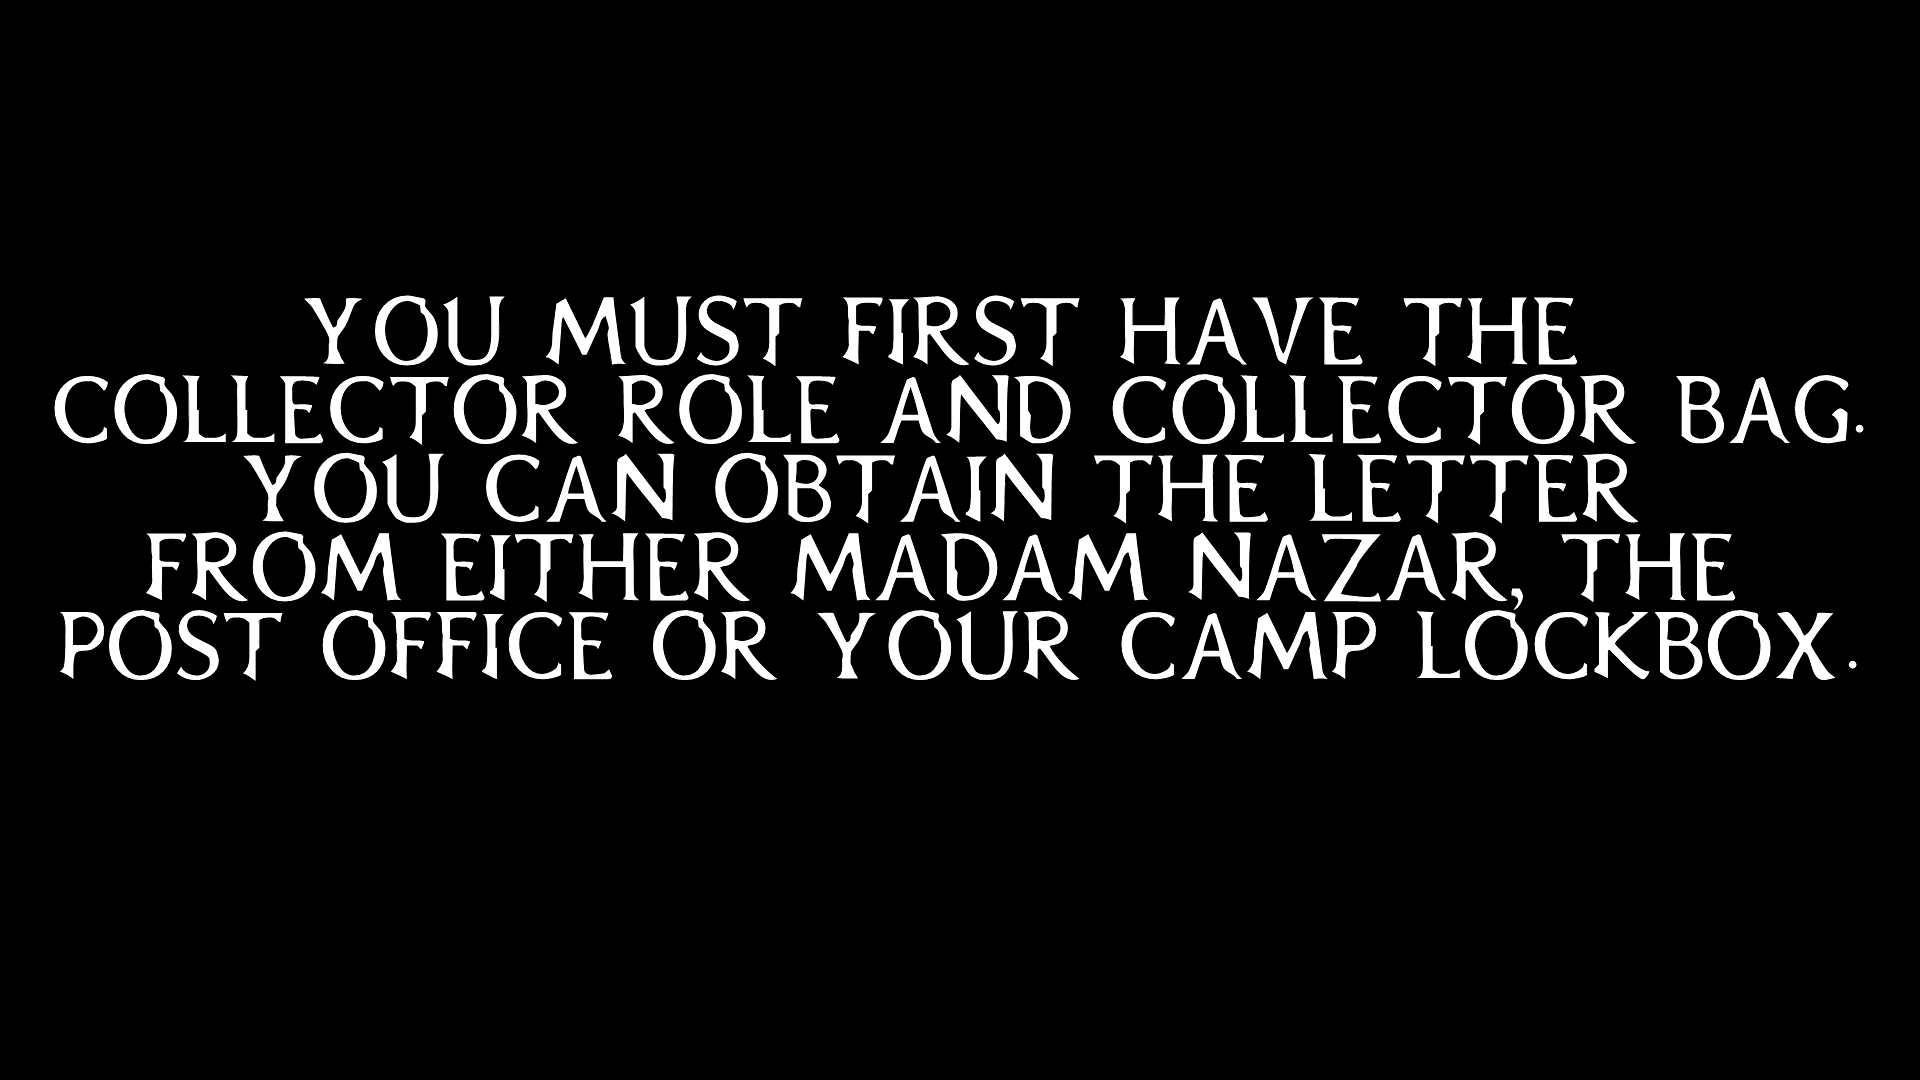 YOU MUST FIRST HAVE THE
COLLECTOR ROLE AND COLLECTOR BAG.
YOU CAN OBTAIN THE LETTER
FROM EITHER MADAM NAZAR, THE
POST OFFICE OR YOUR CAMP LOCKBOX.